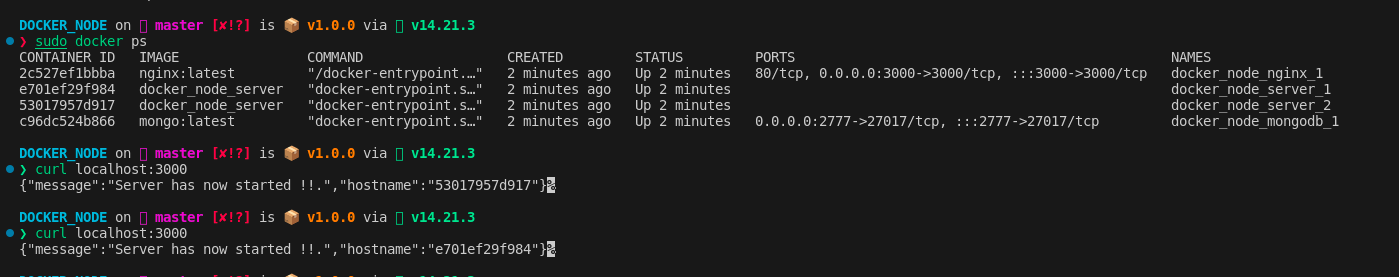 DOCKER_NODE on master [✘!?] is 📦 v1.0.0 via v14.21.3
❯ sudo docker ps
CONTAINER ID IMAGE COMMAND CREATED STATUS PORTS NAMES
2c527ef1bbba nginx:latest "/docker-entrypoint.…" 2 minutes ago Up 2 minutes 80/tcp, 0.0.0.0:3000->3000/tcp, :::3000->3000/tcp docker_node_nginx_1
e701ef29f984 docker_node_server "docker-entrypoint.s…" 2 minutes ago Up 2 minutes docker_node_server_1
53017957d917 docker_node_server "docker-entrypoint.s…" 2 minutes ago Up 2 minutes docker_node_server_2
c96dc524b866 mongo:latest "docker-entrypoint.s…" 2 minutes ago Up 2 minutes 0.0.0.0:2777->27017/tcp, :::2777->27017/tcp docker_node_mongodb_1
DOCKER_NODE on master [✘!?] is 📦 v1.0.0 via v14.21.3
❯ curl localhost:3000
{"message":"Server has now started !!.","hostname":"53017957d917"}%
DOCKER_NODE on master [✘!?] is 📦 v1.0.0 via v14.21.3
❯ curl localhost:3000
{"message":"Server has now started !!.","hostname":"e701ef29f984"}%